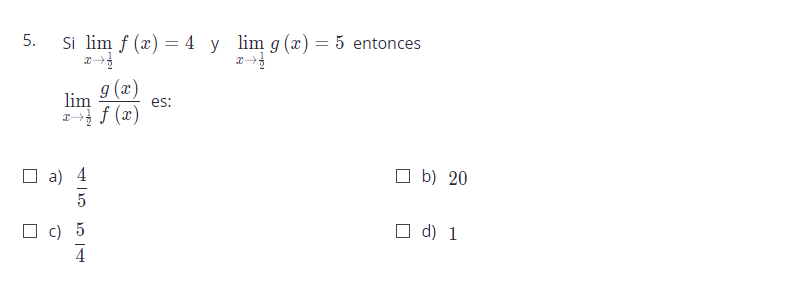 5. Si lim f (x) = 4 y lim g (x) = 5 entonces
x→1/2 x→1/2
lim g (x)/f (x) es:
x→1/2
a) 4/5
b) 20
c) 5/4
d) 1